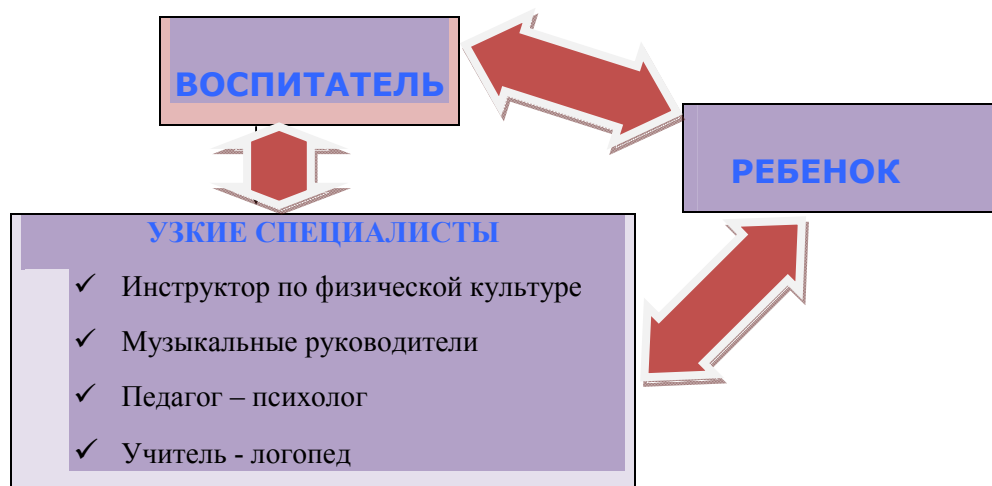 ВОСПИТАТЕЛЬ
РЕБЕНОК
УЗКИЕ СПЕЦИАЛИСТЫ
✓ Инструктор по физической культуре
✓ Музыкальные руководители
✓ Педагог – психолог
✓ Учитель - логопед